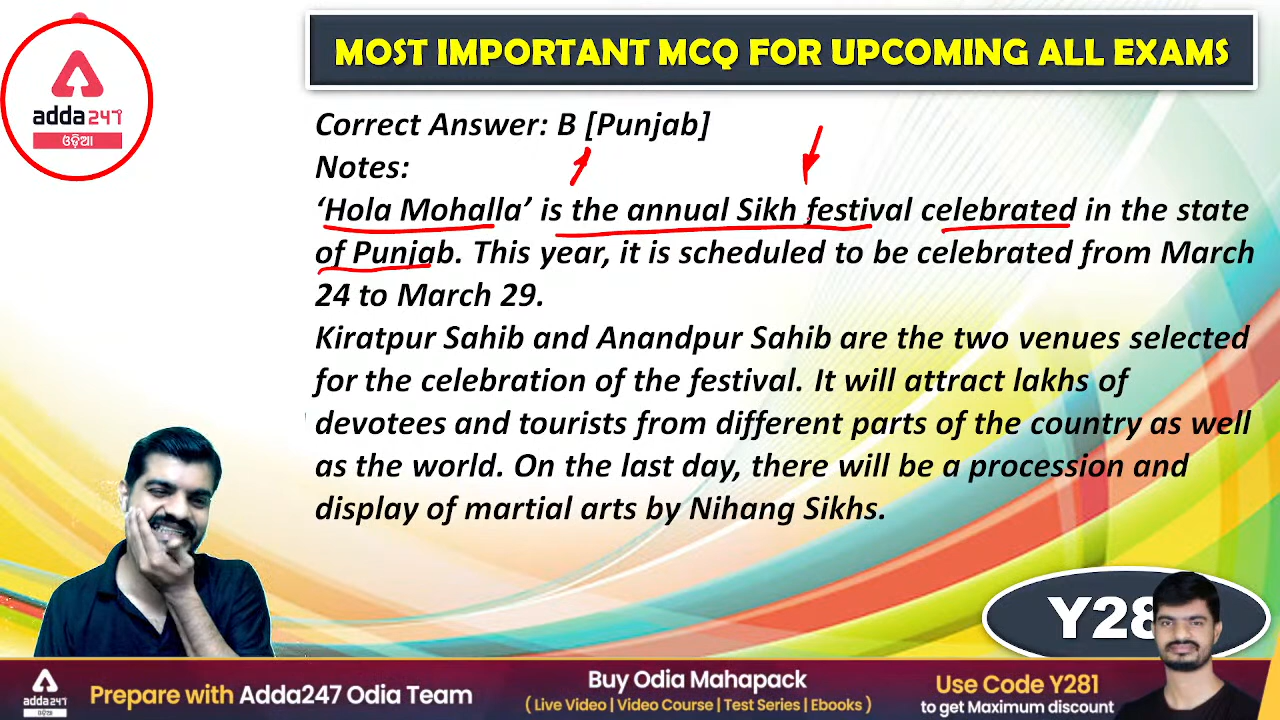 adda247
ଓଡ଼ିଆ
MOST IMPORTANT MCQ FOR UPCOMING ALL EXAMS
Correct Answer: B [Punjab]
Notes:
‘Hola Mohalla’ is the annual Sikh festival celebrated in the state
of Punjab. This year, it is scheduled to be celebrated from March
24 to March 29.
Kiratpur Sahib and Anandpur Sahib are the two venues selected
for the celebration of the festival. It will attract lakhs of
devotees and tourists from different parts of the country as well
as the world. On the last day, there will be a procession and
display of martial arts by Nihang Sikhs.
Y28
adda247
ଓଡ଼ିଆ
Prepare with Adda247 Odia Team
Buy Odia Mahapack
( Live Video | Video Course | Test Series | Ebooks )
Use Code Y281
to get Maximum discount